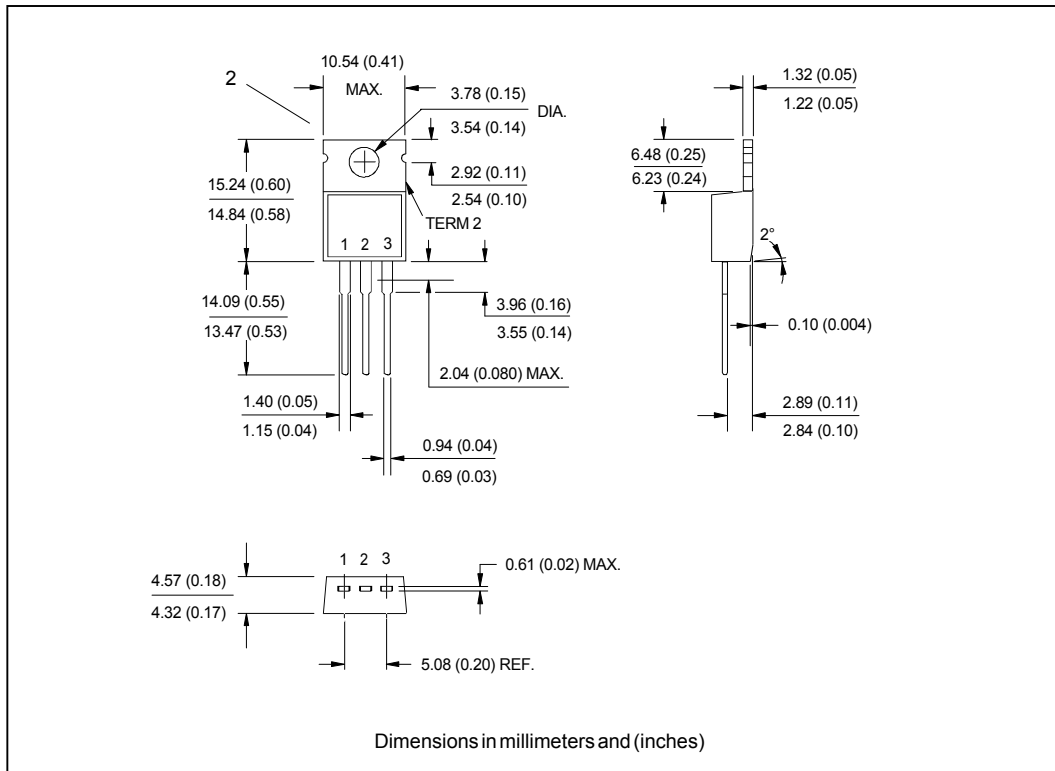 10.54 (0.41)
MAX.
2
3.78 (0.15)
3.54 (0.14)
DIA.
2.92 (0.11)
2.54 (0.10)
15.24 (0.60)
14.84 (0.58)
TERM 2
1 2 3
14.09 (0.55)
13.47 (0.53)
3.96 (0.16)
3.55 (0.14)
2.04 (0.080) MAX.
1.40 (0.05)
1.15 (0.04)
0.94 (0.04)
0.69 (0.03)
1.32 (0.05)
1.22 (0.05)
6.48 (0.25)
6.23 (0.24)
2°
0.10 (0.004)
2.89 (0.11)
2.84 (0.10)
1 2 3
4.57 (0.18)
4.32 (0.17)
0.61 (0.02) MAX.
5.08 (0.20) REF.
Dimensions in millimeters and (inches)